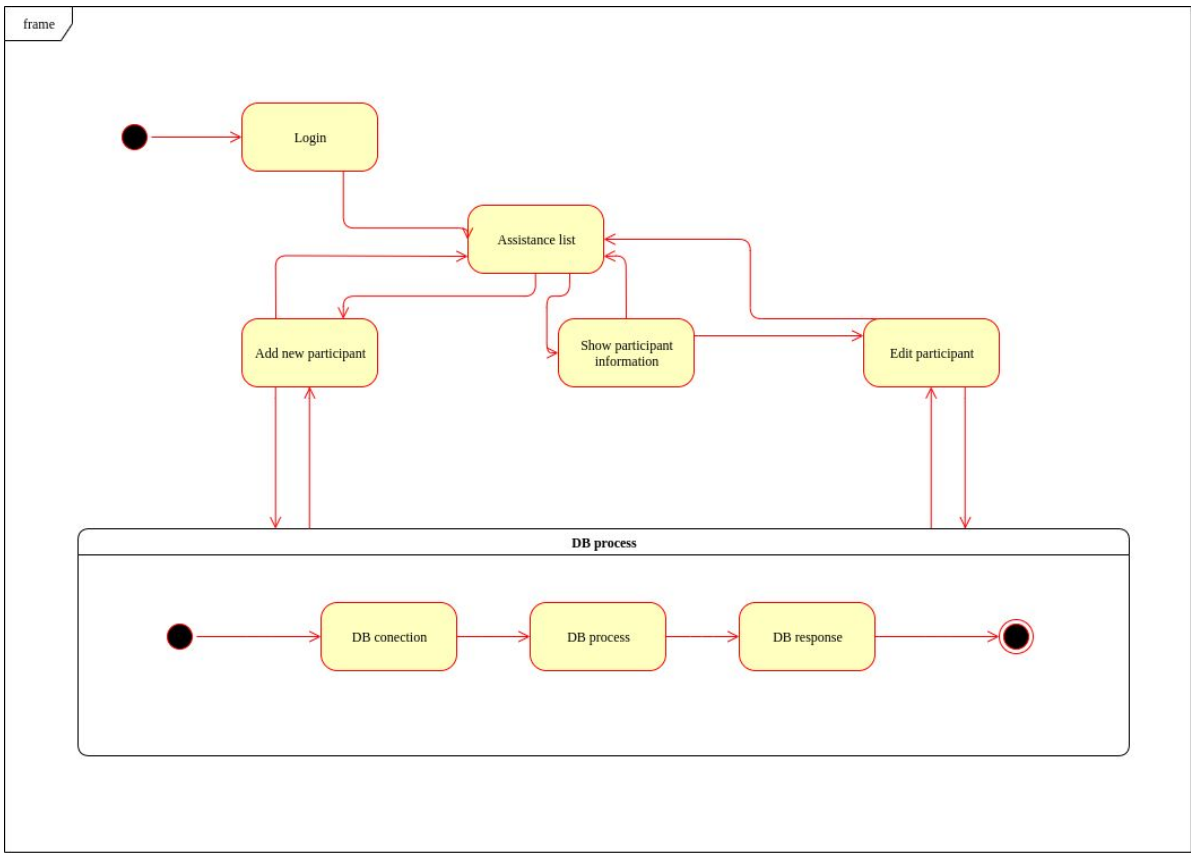 frame
Login
Assistance list
Add new participant
Show participant
information
Edit participant
DB process
DB conection
DB process
DB response